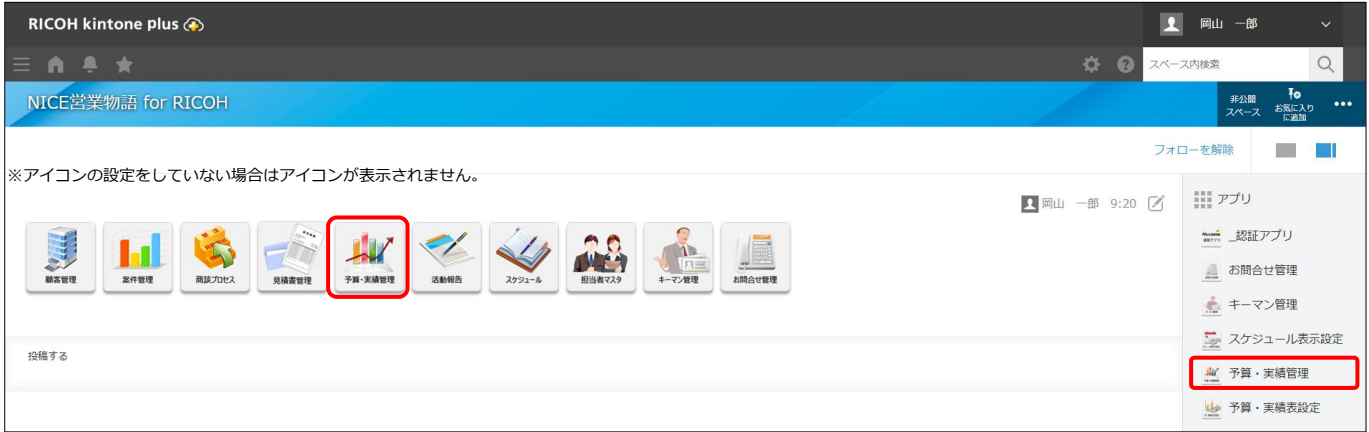 RICOH kintone plus
岡山 一郎
スペース内検索
NICE営業物語 for RICOH
非公開
スペース
お気に入り
に追加
フォローを解除
※アイコンの設定をしていない場合はアイコンが表示されません。
岡山 一郎 9:20
アプリ
顧客管理
案件管理
商談プロセス
見積書管理
予算・実績管理
活動報告
スケジュール
担当者マスタ
キーマン管理
お問合せ管理
_認証アプリ
お問合せ管理
キーマン管理
スケジュール表示設定
予算・実績管理
予算・実績表設定
投稿する